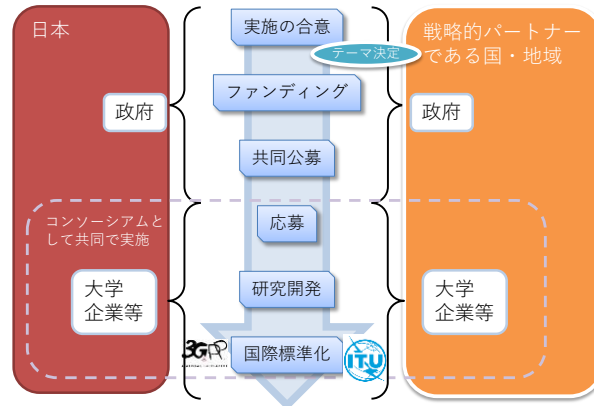 日本
実施の合意
戦略的パートナー
である国・地域
テーマ決定
ファンディング
政府
政府
共同公募
コンソーシアムと
して共同で実施
応募
大学
企業等
研究開発
大学
企業等
3GPP
国際標準化
ITU